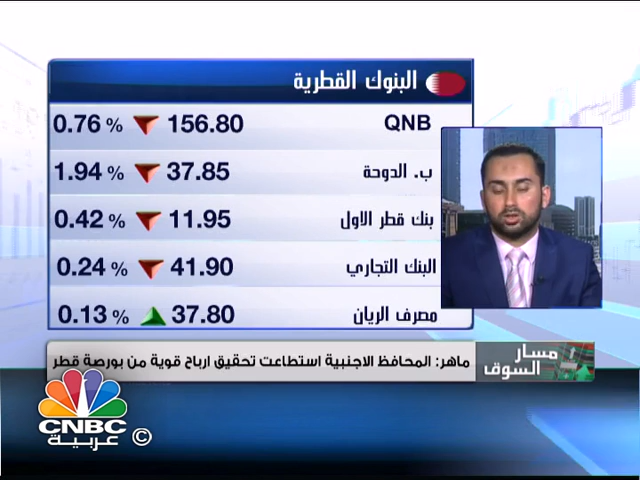 البنوك القطرية
QNB 156.80 0.76 %
ب. الدوحة 37.85 1.94 %
بنك قطر الاول 11.95 0.42 %
البنك التجاري 41.90 0.24 %
مصرف الريان 37.80 0.13 %
مسار السوق
ماهر: المحافظ الاجنبية استطاعت تحقيق ارباح قوية من بورصة قطر
CNBC
عربية ©